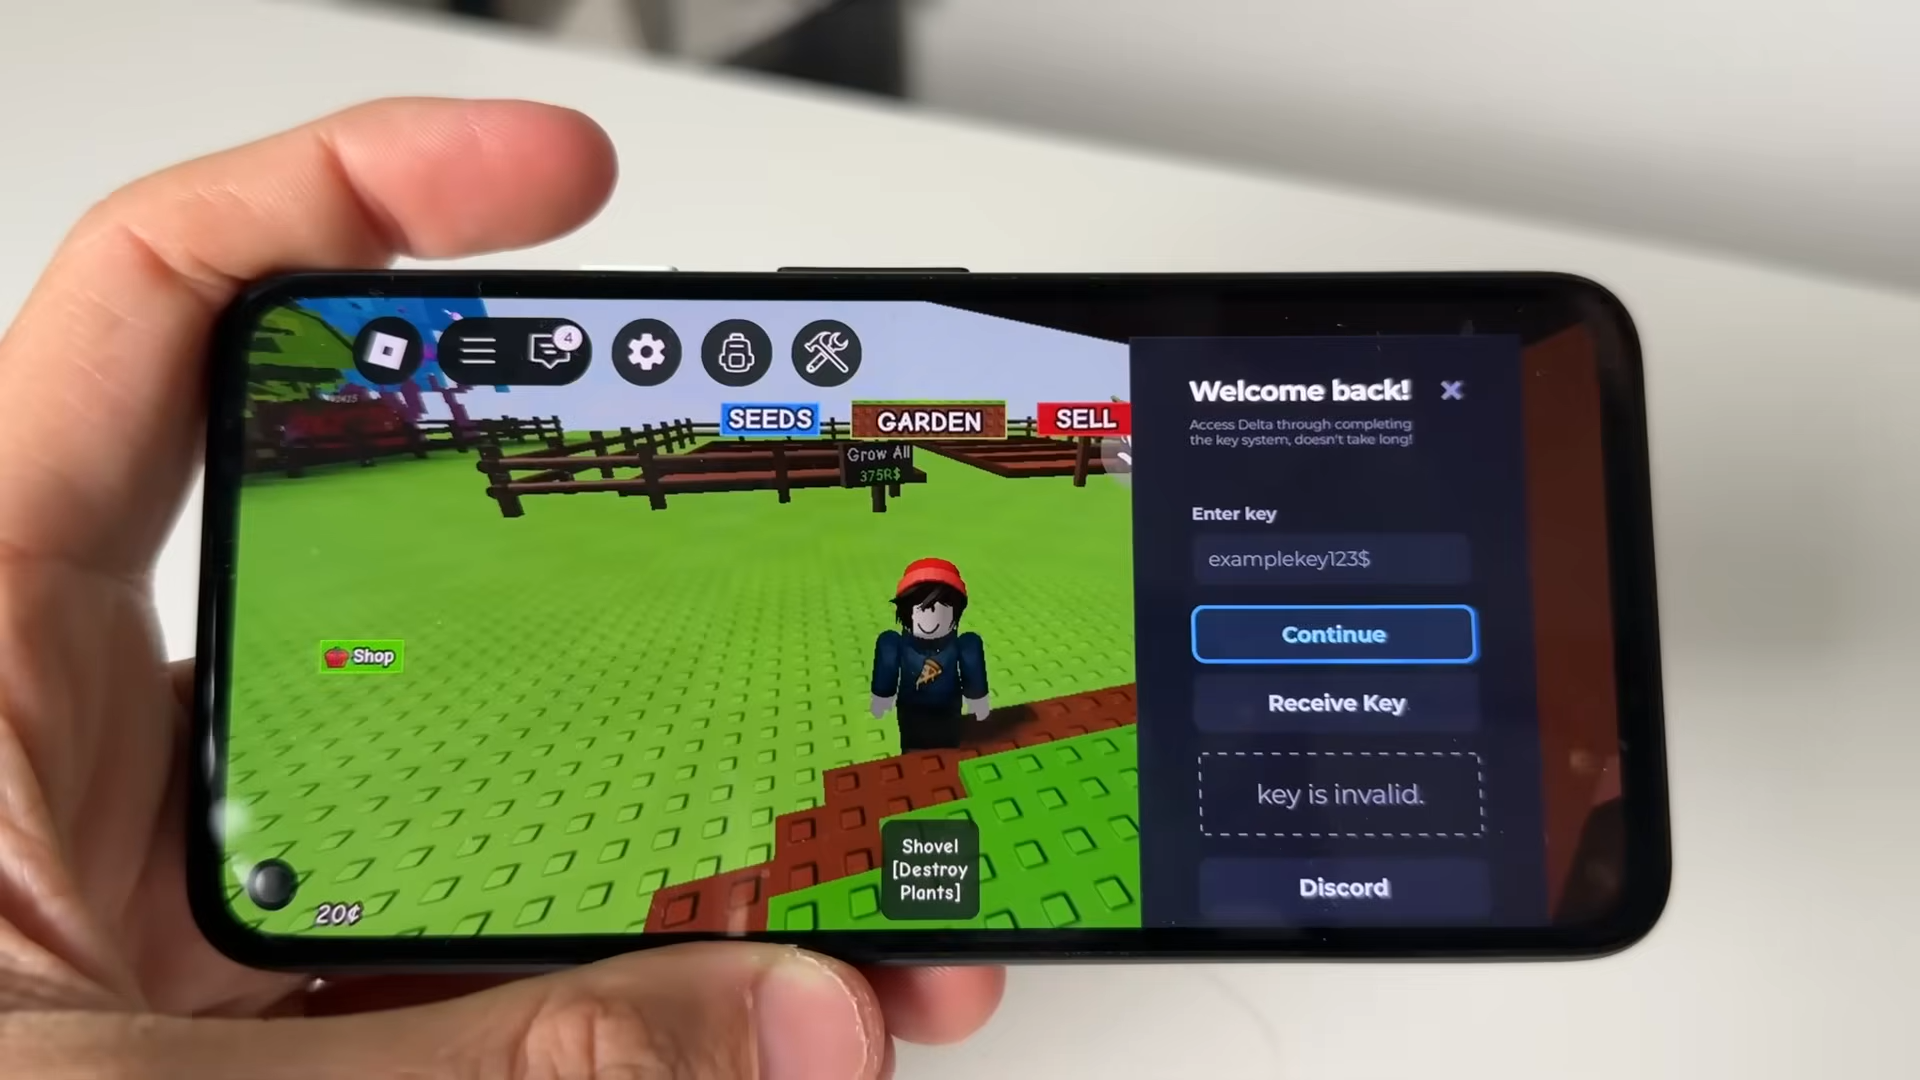 4
SEEDS
GARDEN
SELL
Grow All
375R$
Shop
20¢
Shovel
[Destroy
Plants]
Welcome back!
X
Access Delta through completing
the key system, doesn't take long!
Enter key
examplekey123$
Continue
Receive Key
key is invalid.
Discord